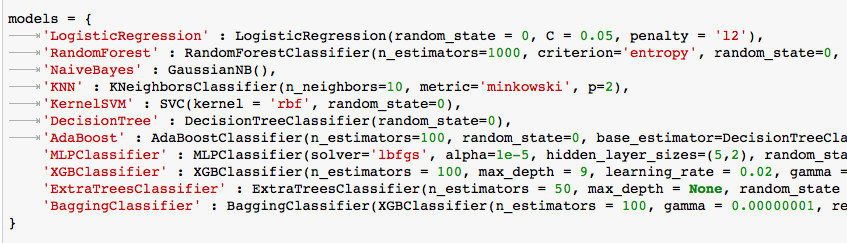 models = {
'LogisticRegression' : LogisticRegression(random_state = 0, C = 0.05, penalty = 'l2'),
'RandomForest' : RandomForestClassifier(n_estimators=1000, criterion='entropy', random_state=0,
'NaiveBayes' : GaussianNB(),
'KNN' : KNeighborsClassifier(n_neighbors=10, metric='minkowski', p=2),
'KernelSVM' : SVC(kernel = 'rbf', random_state=0),
'DecisionTree' : DecisionTreeClassifier(random_state=0),
'AdaBoost' : AdaBoostClassifier(n_estimators=100, random_state=0, base_estimator=DecisionTreeCla
'MLPClassifier' : MLPClassifier(solver='lbfgs', alpha=1e-5, hidden_layer_sizes=(5,2), random_sta
'XGBClassifier' : XGBClassifier(n_estimators = 100, max_depth = 9, learning_rate = 0.02, gamma =
'ExtraTreesClassifier' : ExtraTreesClassifier(n_estimators = 50, max_depth = None, random_state
'BaggingClassifier' : BaggingClassifier(XGBClassifier(n_estimators = 100, gamma = 0.00000001, re
}